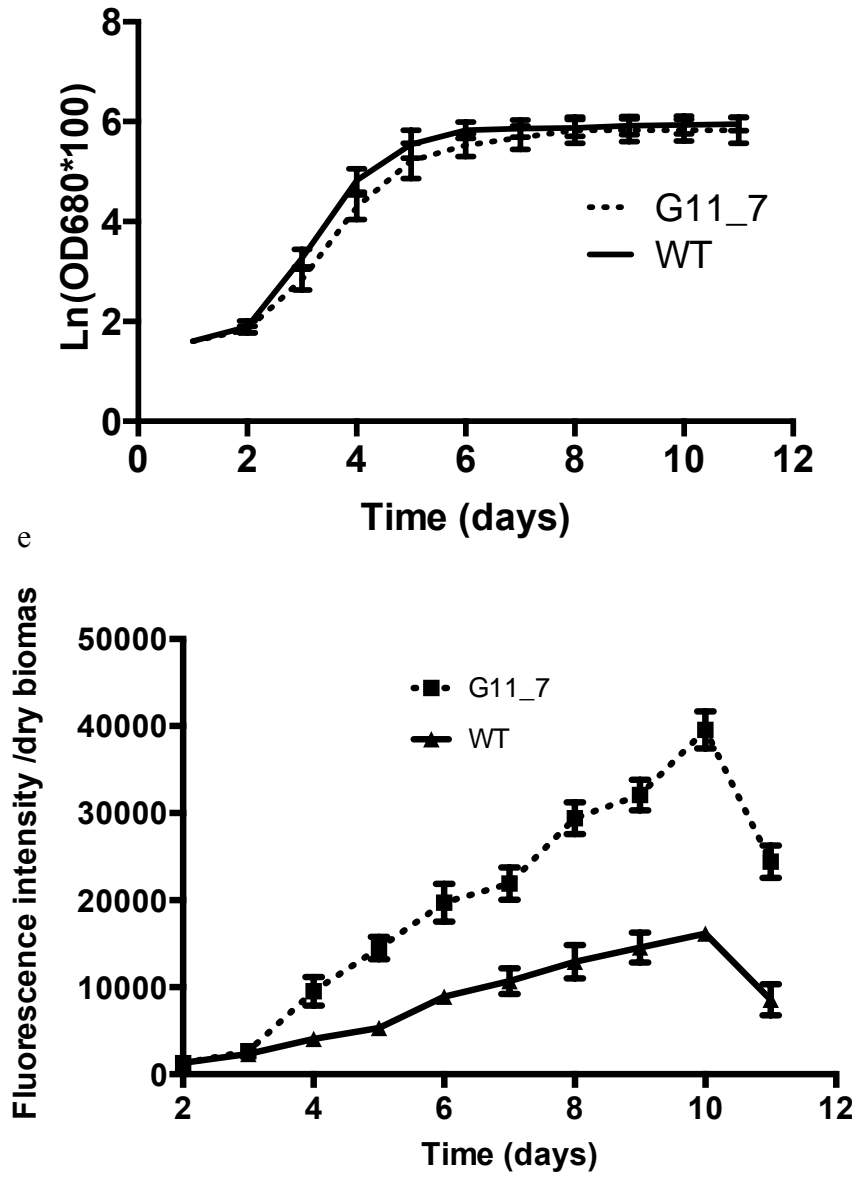 8
6
4
2
0
Ln(OD680*100)
G11_7
WT
0 2 4 6 8 10 12
Time (days)
e
Fluorescence intensity /dry biomas
50000
40000
30000
20000
10000
0
G11_7
WT
2 4 6 8 10 12
Time (days)